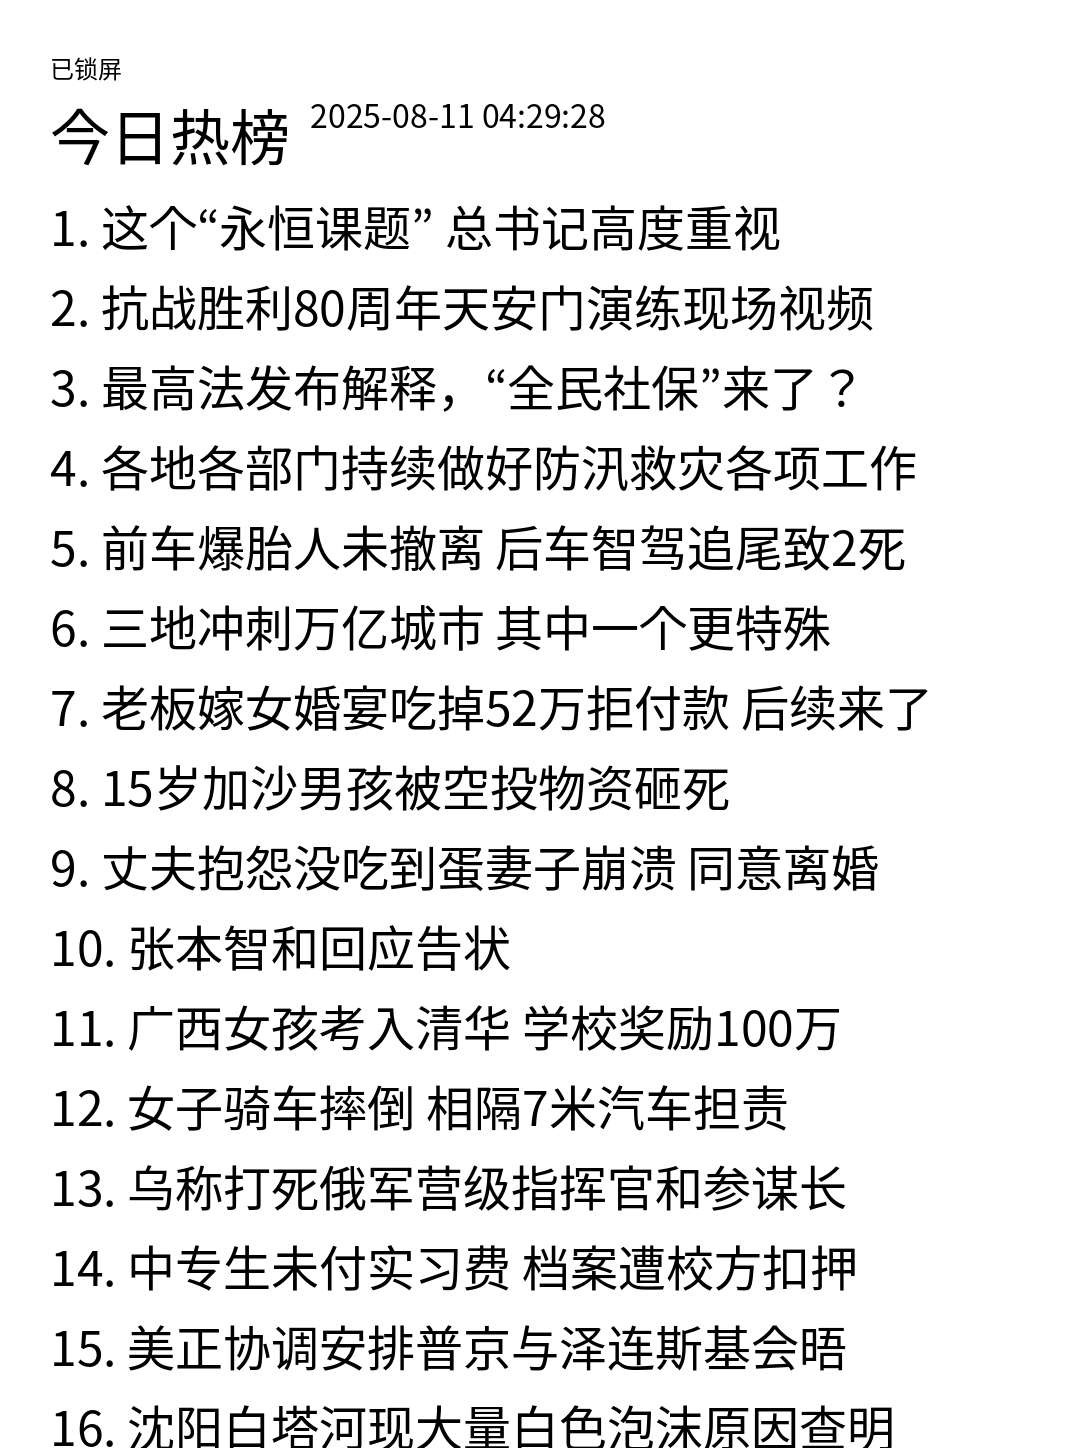 已锁屏
今日热榜 2025-08-11 04:29:28
1. 这个“永恒课题” 总书记高度重视
2. 抗战胜利80周年天安门演练现场视频
3. 最高法发布解释，“全民社保”来了？
4. 各地各部门持续做好防汛救灾各项工作
5. 前车爆胎人未撤离 后车智驾追尾致2死
6. 三地冲刺万亿城市 其中一个更特殊
7. 老板嫁女婚宴吃掉52万拒付款 后续来了
8. 15岁加沙男孩被空投物资砸死
9. 丈夫抱怨没吃到蛋妻子崩溃 同意离婚
10. 张本智和回应告状
11. 广西女孩考入清华 学校奖励100万
12. 女子骑车摔倒 相隔7米汽车担责
13. 乌称打死俄军营级指挥官和参谋长
14. 中专生未付实习费 档案遭校方扣押
15. 美正协调安排普京与泽连斯基会晤
16. 沈阳白塔河现大量白色泡沫原因查明